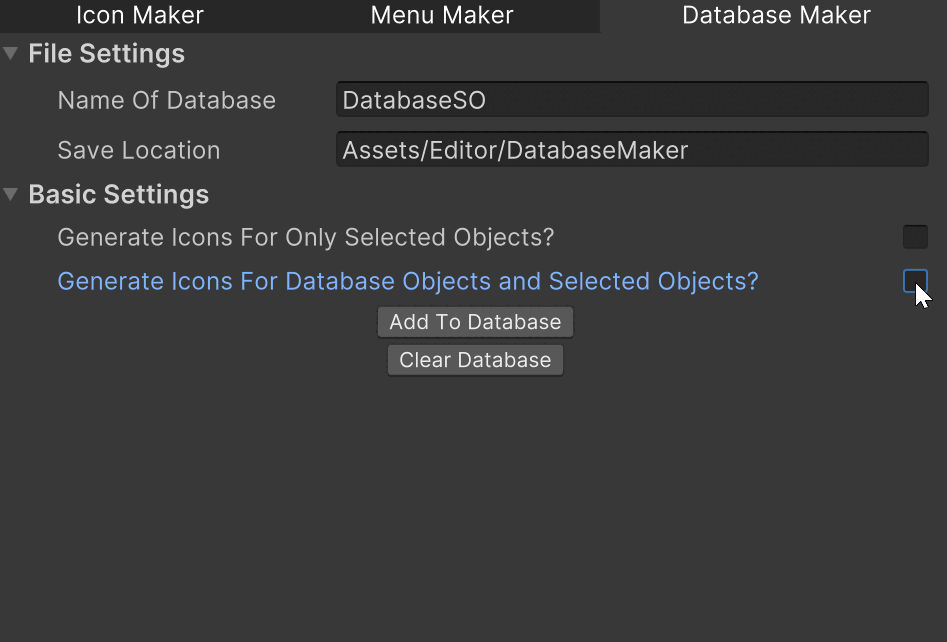 Icon Maker Menu Maker Database Maker
File Settings
Name Of Database DatabaseSO
Save Location Assets/Editor/DatabaseMaker
Basic Settings
Generate Icons For Only Selected Objects?
Generate Icons For Database Objects and Selected Objects?
Add To Database
Clear Database